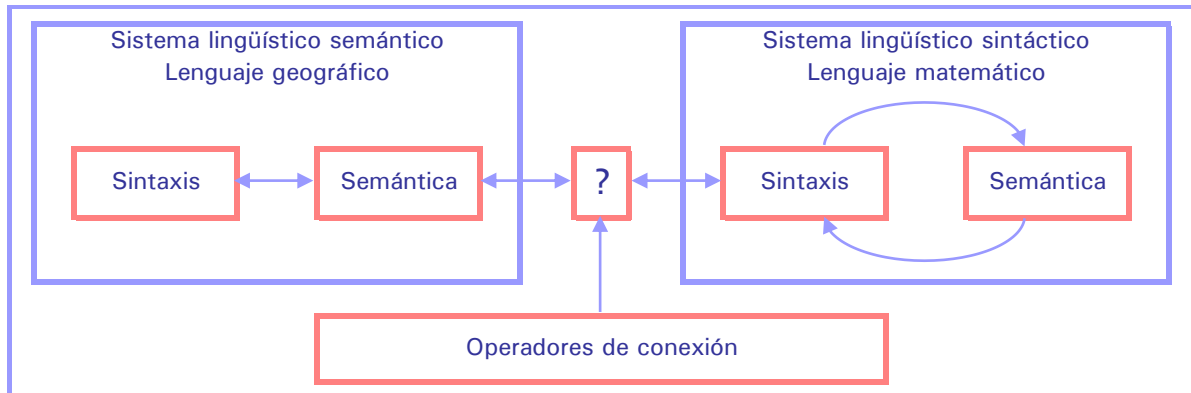 Sistema lingüístico semántico
Lenguaje geográfico
Sistema lingüístico sintáctico
Lenguaje matemático
Sintaxis
Semántica
?
Sintaxis
Semántica
Operadores de conexión